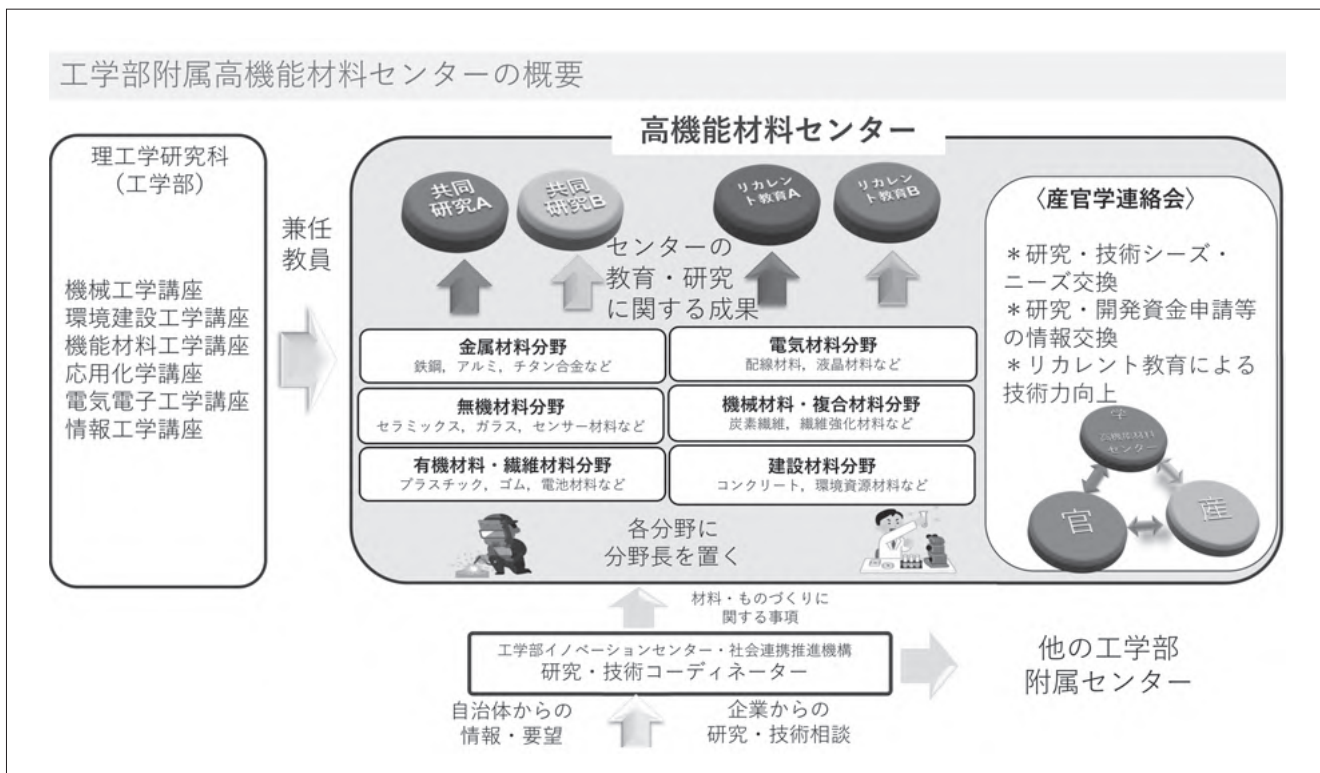 工学部附属高機能材料センターの概要
理工学研究科
(工学部)
機械工学講座
環境建設工学講座
機能材料工学講座
応用化学講座
電気電子工学講座
情報工学講座
兼任
教員
高機能材料センター
共同
研究A
共同
研究B
リカレン
ト教育A
リカレン
ト教育B
センターの
教育・研究
に関する成果
金属材料分野
鉄鋼，アルミ，チタン合金など
電気材料分野
配線材料，液晶材料など
無機材料分野
セラミックス，ガラス，センサー材料など
機械材料・複合材料分野
炭素繊維，繊維強化材料など
有機材料・繊維材料分野
プラスチック，ゴム，電池材料など
建設材料分野
コンクリート，環境資源材料など
各分野に
分野長を置く
〈産官学連絡会〉
＊研究・技術シーズ・
ニーズ交換
＊研究・開発資金申請等
の情報交換
＊リカレント教育による
技術力向上
学
高機能材料
センター
官
産
材料・ものづくりに
関する事項
工学部イノベーションセンター・社会連携推進機構
研究・技術コーディネーター
他の工学部
附属センター
自治体からの
情報・要望
企業からの
研究・技術相談